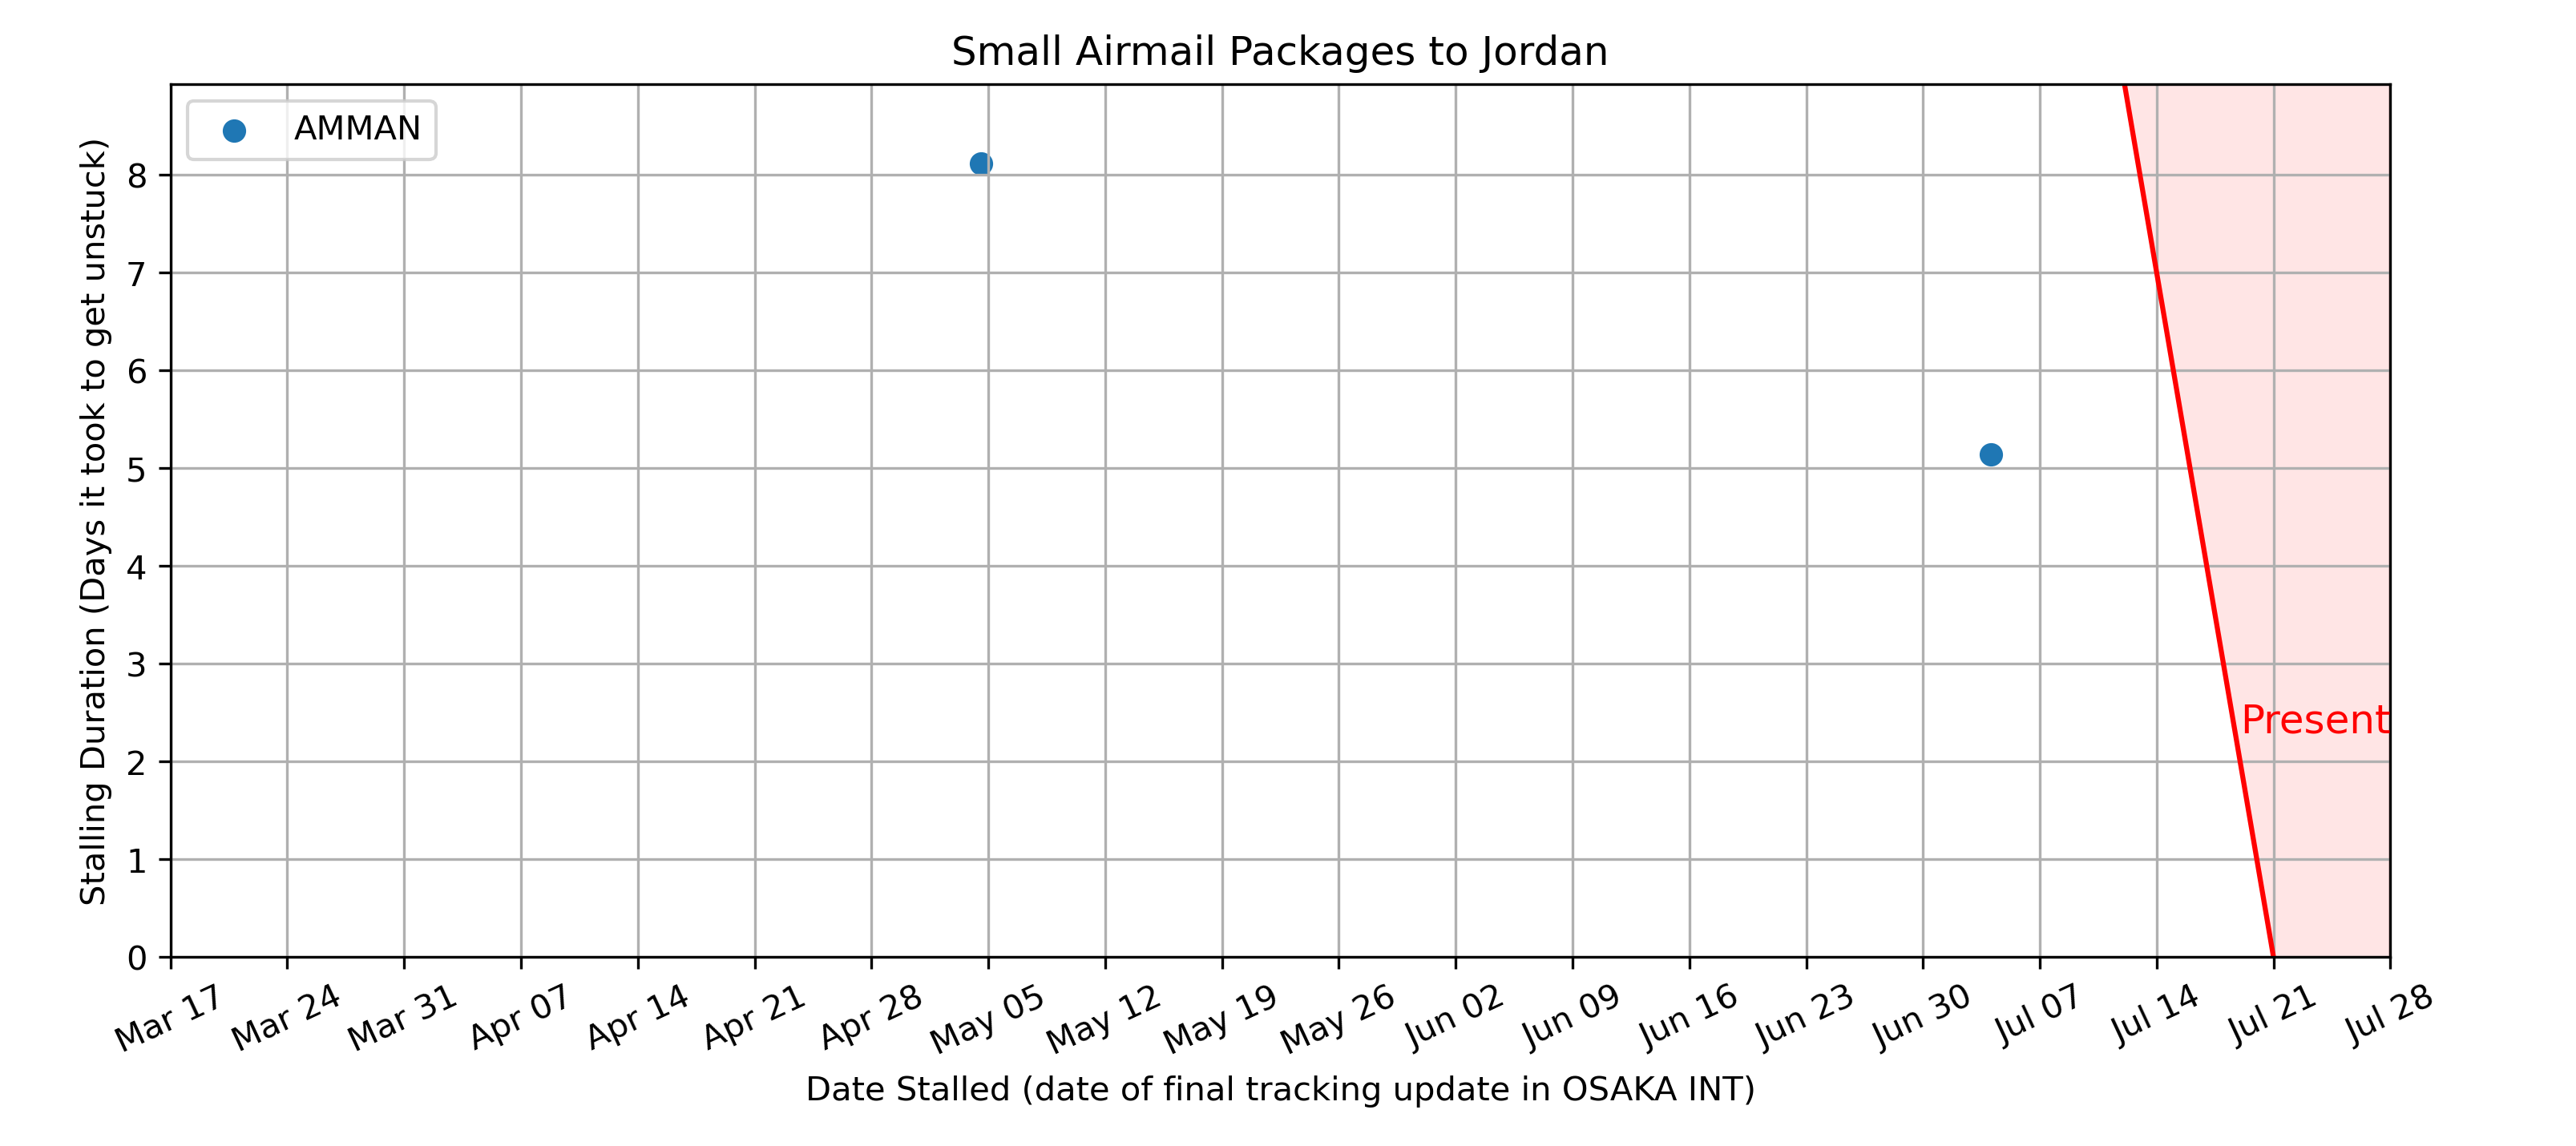 Small Airmail Packages to Jordan
AMMAN
Stalling Duration (Days it took to get unstuck)
8
7
6
5
4
3
2
1
0
Present
Mar 17 Mar 24 Mar 31 Apr 07 Apr 14 Apr 21 Apr 28 May 05 May 12 May 19 May 26 Jun 02 Jun 09 Jun 16 Jun 23 Jun 30 Jul 07 Jul 14 Jul 21 Jul 28
Date Stalled (date of final tracking update in OSAKA INT)